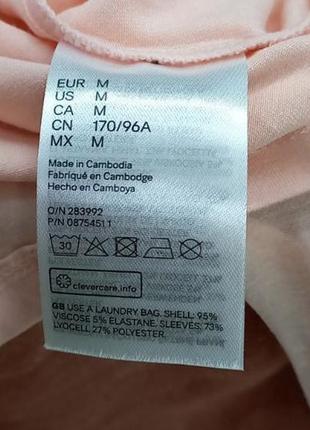 EUR M
US M
CA M
CN 170/96A
MX M
Made in Cambodia
Fabriqué en Cambodge
Hecho en Camboya
O/N 283992
P/N 08754511
30
clevercare.info
GB USE A LAUNDRY BAG. SHELL: 95%
VISCOSE 5% ELASTANE. SLEEVES: 73%
LYOCELL 27% POLYESTER.